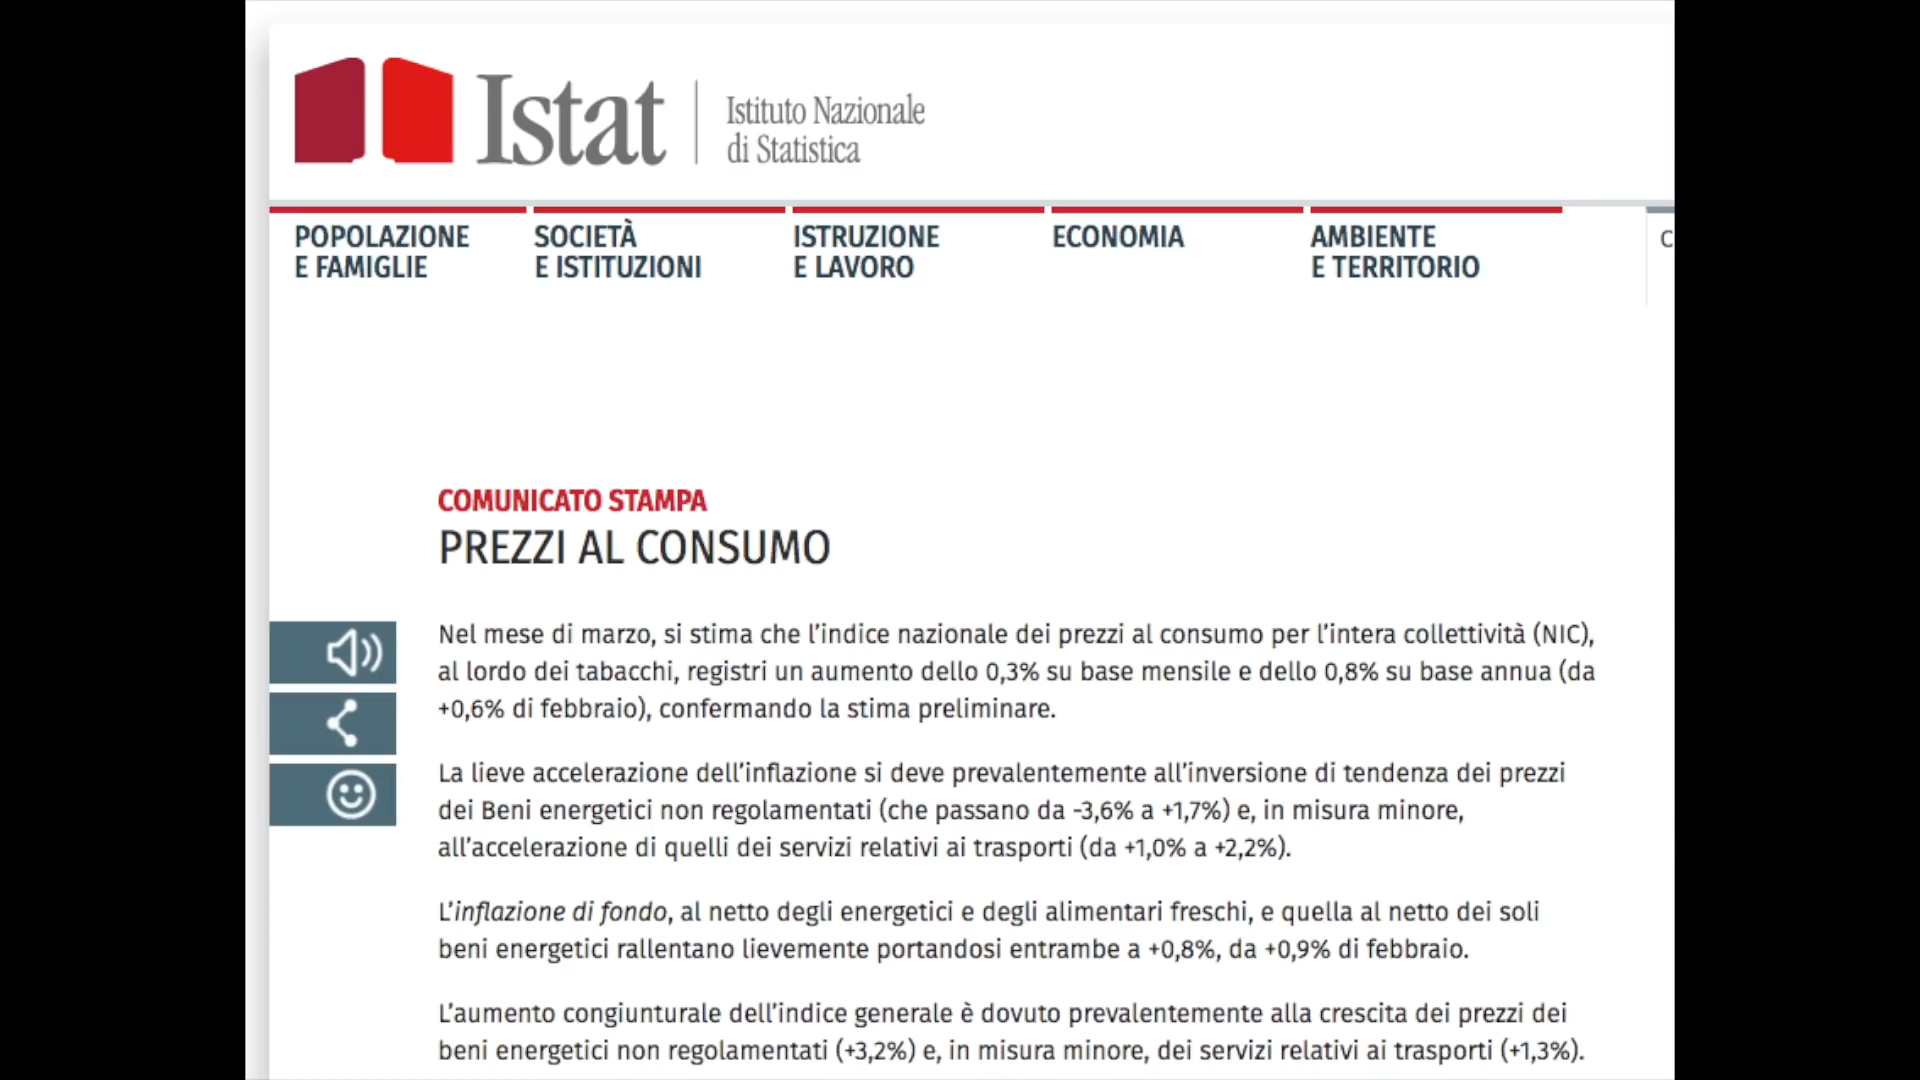 Istat
Istituto Nazionale
di Statistica
POPOLAZIONE
E FAMIGLIE
SOCIETÀ
E ISTITUZIONI
ISTRUZIONE
E LAVORO
ECONOMIA
AMBIENTE
E TERRITORIO
C
COMUNICATO STAMPA
PREZZI AL CONSUMO
Nel mese di marzo, si stima che l’indice nazionale dei prezzi al consumo per l’intera collettività (NIC),
al lordo dei tabacchi, registri un aumento dello 0,3% su base mensile e dello 0,8% su base annua (da
+0,6% di febbraio), confermando la stima preliminare.
La lieve accelerazione dell’inflazione si deve prevalentemente all’inversione di tendenza dei prezzi
dei Beni energetici non regolamentati (che passano da -3,6% a +1,7%) e, in misura minore,
all’accelerazione di quelli dei servizi relativi ai trasporti (da +1,0% a +2,2%).
L’inflazione di fondo, al netto degli energetici e degli alimentari freschi, e quella al netto dei soli
beni energetici rallentano lievemente portandosi entrambe a +0,8%, da +0,9% di febbraio.
L’aumento congiunturale dell’indice generale è dovuto prevalentemente alla crescita dei prezzi dei
beni energetici non regolamentati (+3,2%) e, in misura minore, dei servizi relativi ai trasporti (+1,3%).